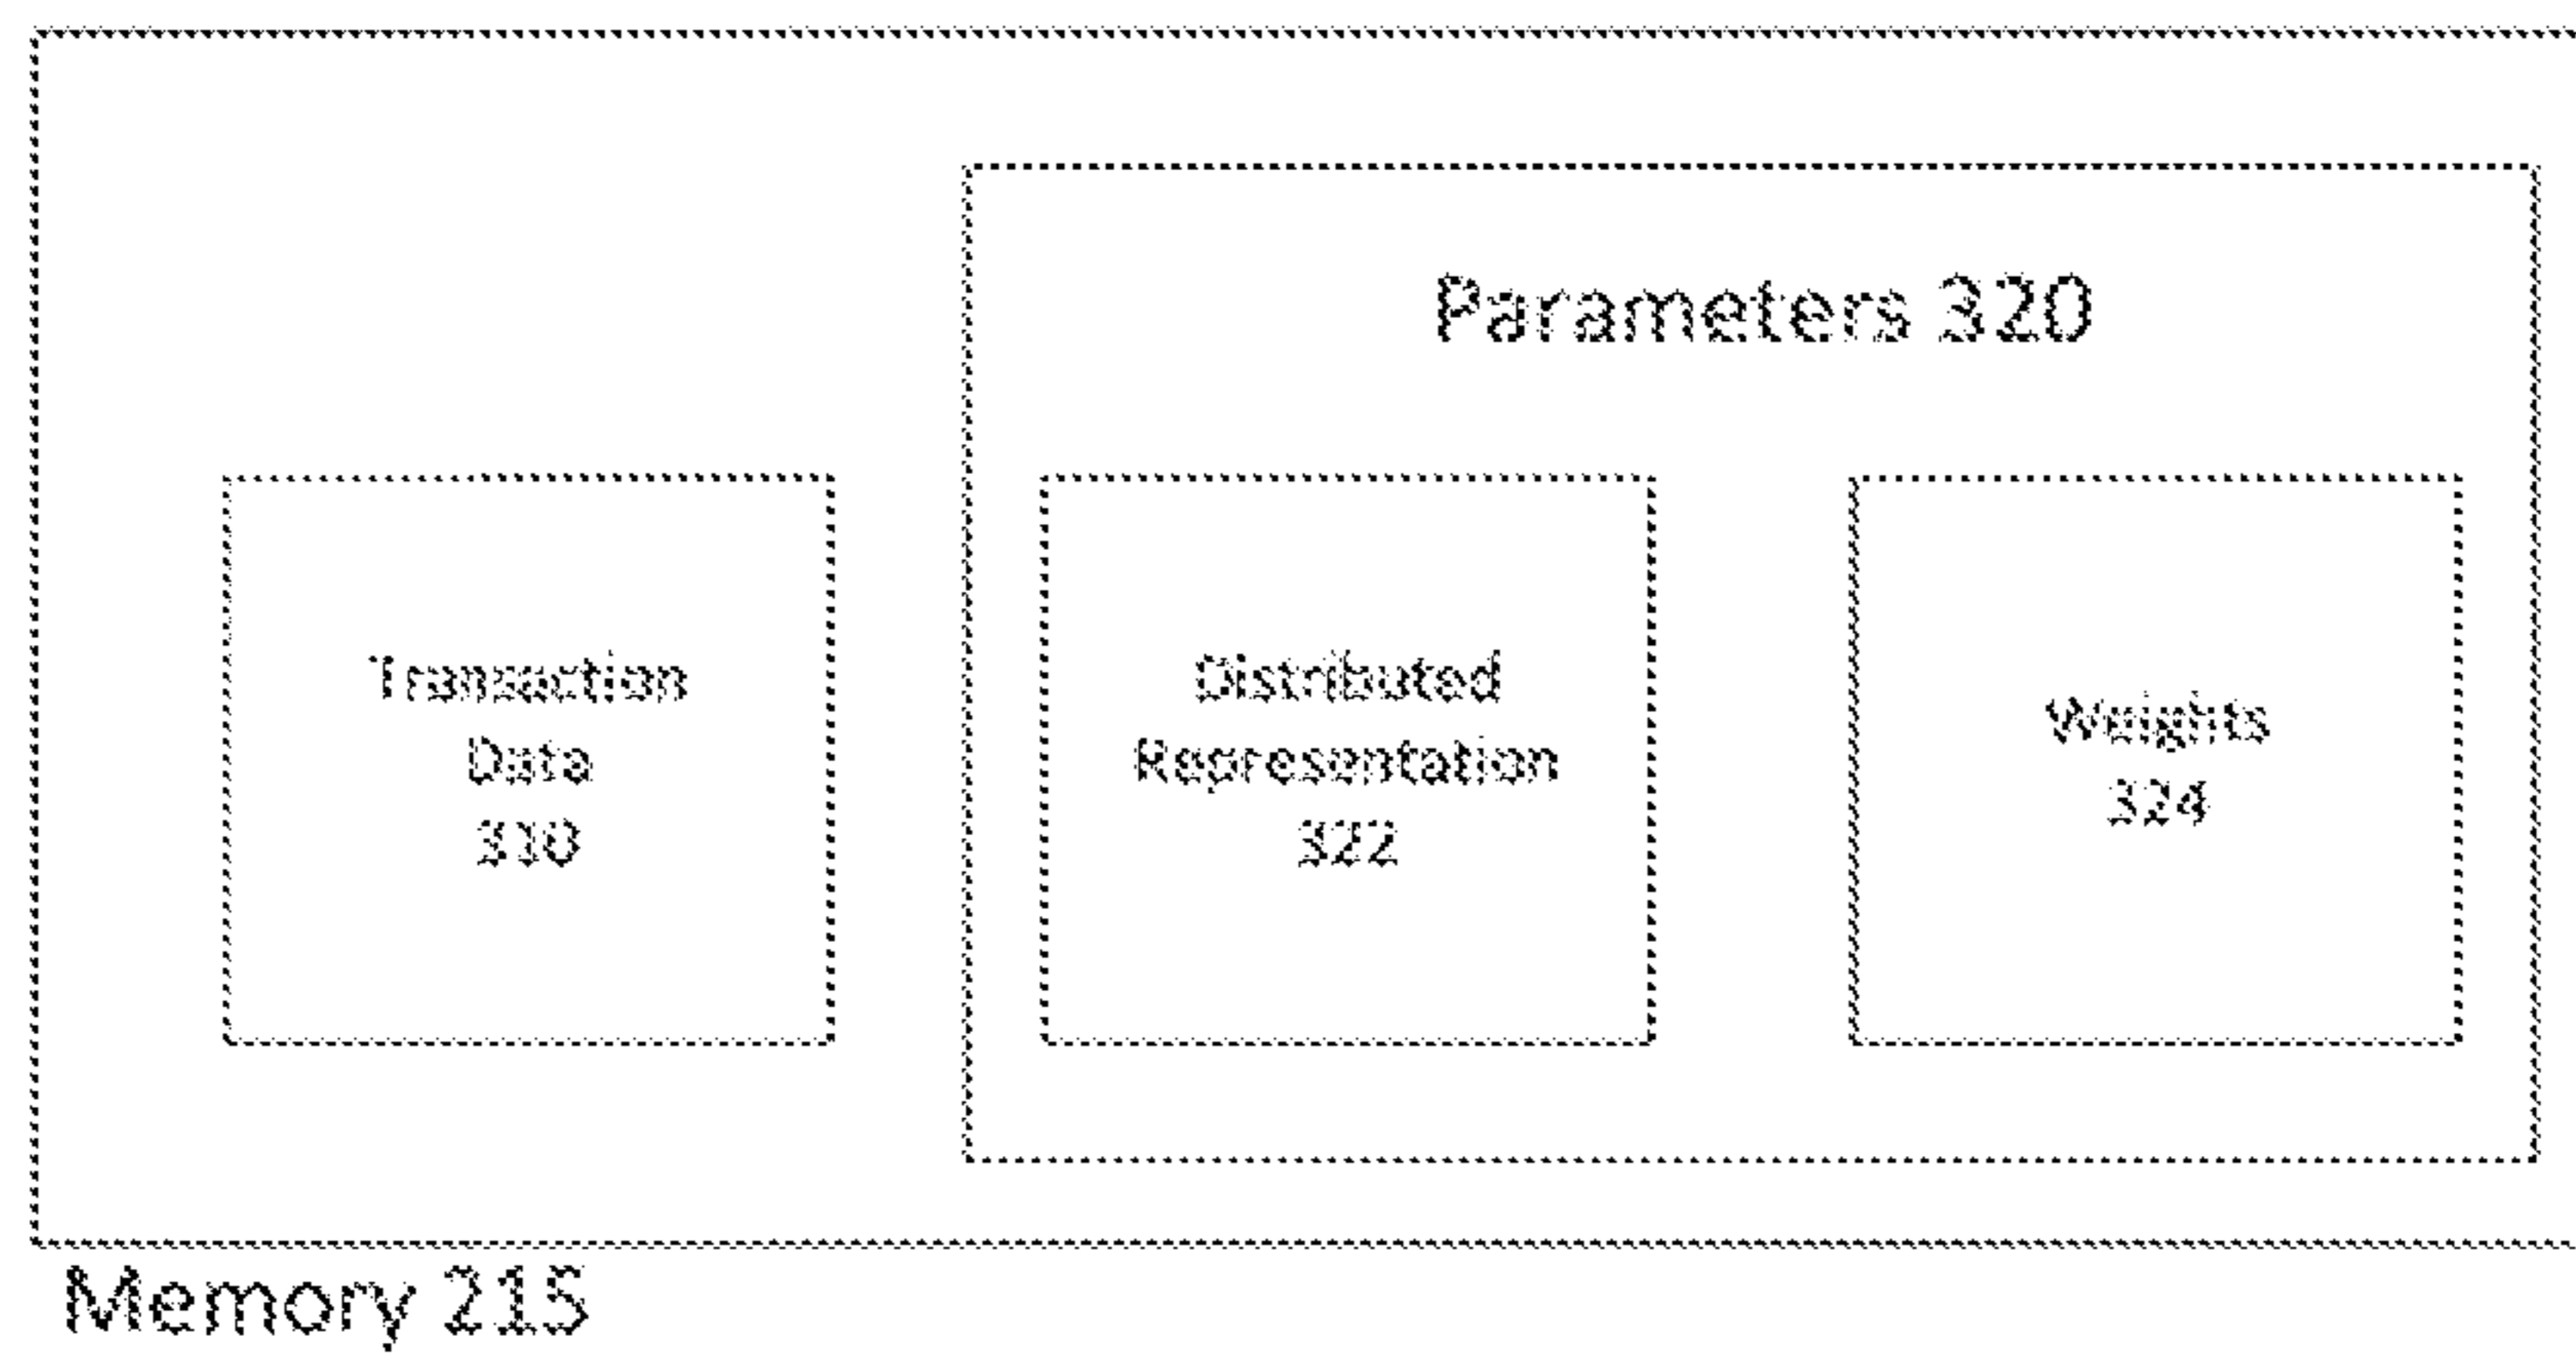 Parameters 320
Transaction
Data
310
Distributed
Representation
322
Weights
324
Memory 215